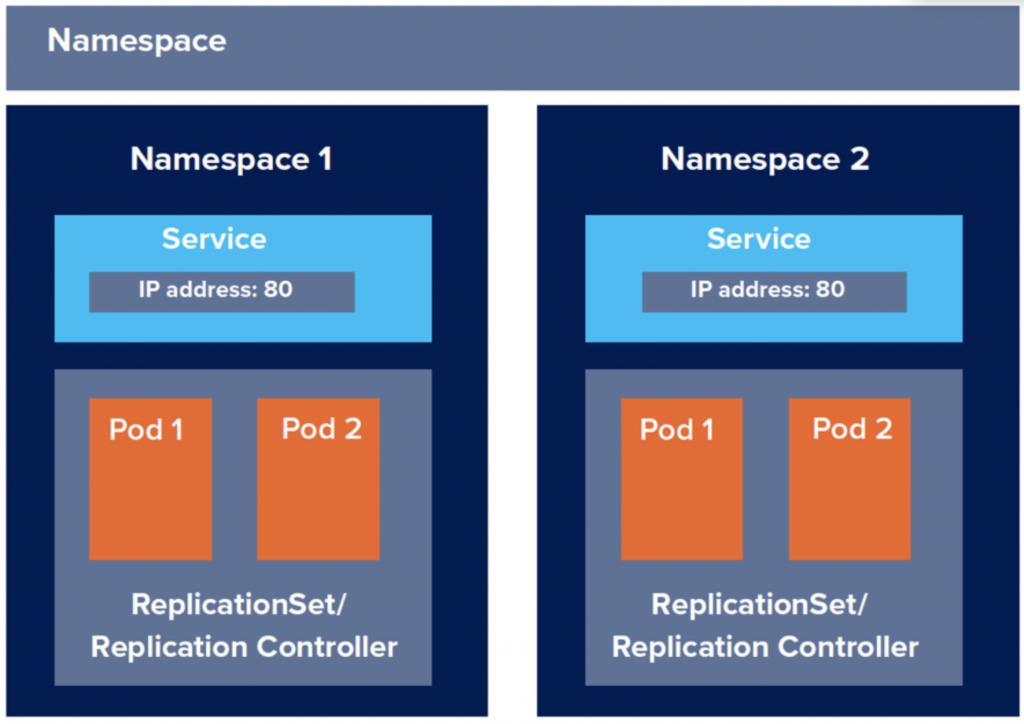 Namespace
Namespace 1
Service
IP address: 80
Pod 1
Pod 2
ReplicationSet/
Replication Controller
Namespace 2
Service
IP address: 80
Pod 1
Pod 2
ReplicationSet/
Replication Controller